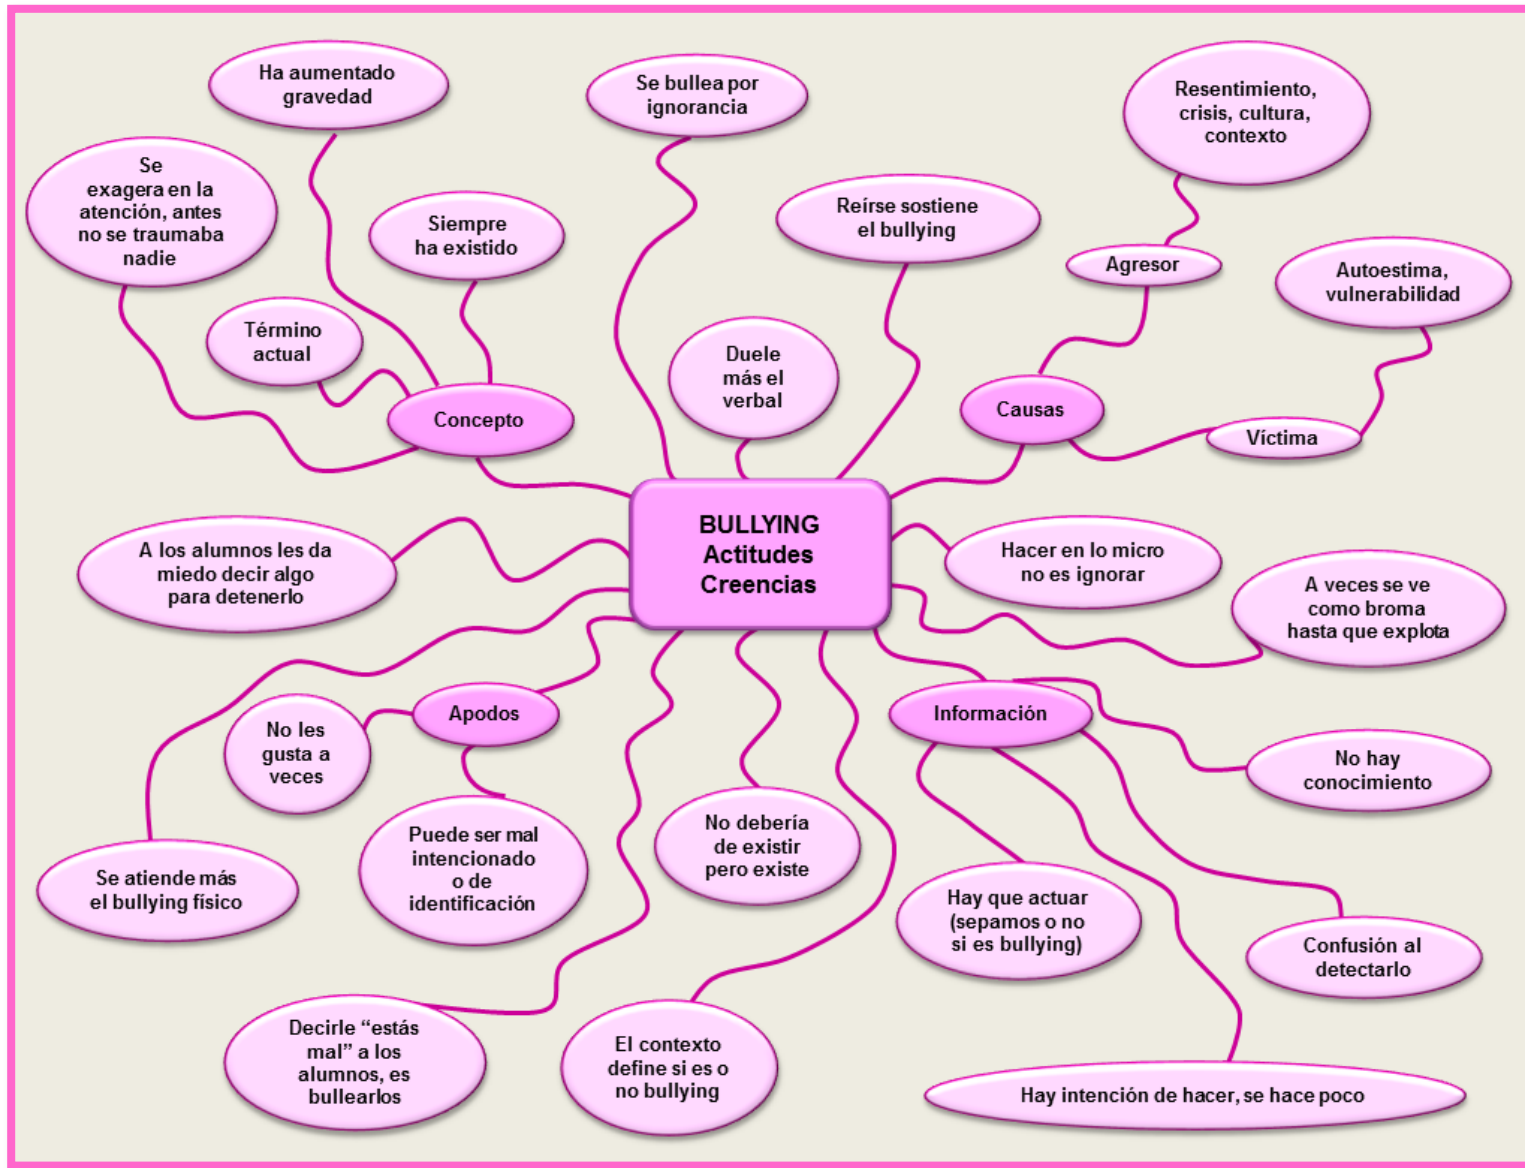 Ha aumentado
gravedad
Se bullea por
ignorancia
Resentimiento,
crisis, cultura,
contexto
Se
exagera en la
atención, antes
no se traumaba
nadie
Siempre
ha existido
Reírse sostiene
el bullying
Agresor
Autoestima,
vulnerabilidad
Término
actual
Duele
más el
verbal
Concepto
Causas
Víctima
BULLYING
Actitudes
Creencias
A los alumnos les da
miedo decir algo
para detenerlo
Hacer en lo micro
no es ignorar
A veces se ve
como broma
hasta que explota
Apodos
Información
No les
gusta a
veces
No hay
conocimiento
Puede ser mal
intencionado
o de
identificación
No debería
de existir
pero existe
Se atiende más
el bullying físico
Hay que actuar
(sepamos o no
si es bullying)
Confusión al
detectarlo
Decirle “estás
mal” a los
alumnos, es
bullearlos
El contexto
define si es o
no bullying
Hay intención de hacer, se hace poco